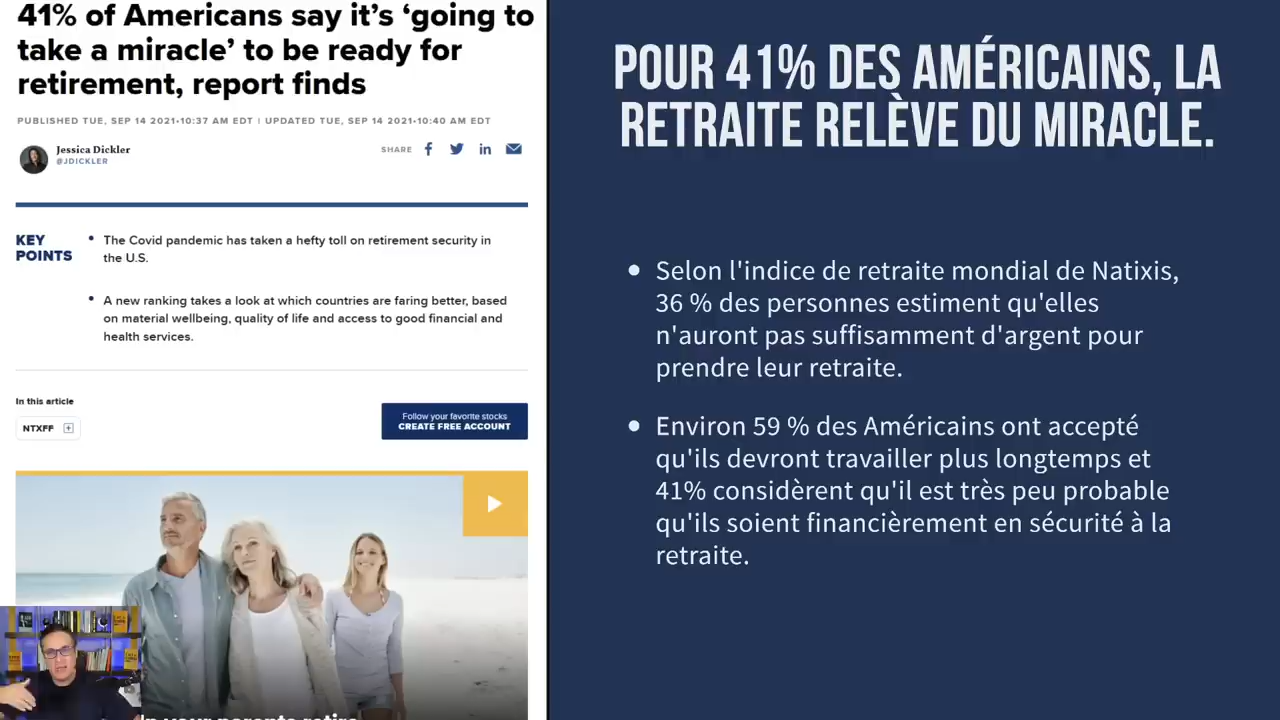 41% of Americans say it’s ‘going to
take a miracle’ to be ready for
retirement, report finds
PUBLISHED TUE, SEP 14 2021•10:37 AM EDT | UPDATED TUE, SEP 14 2021•10:40 AM EDT
Jessica Dickler
@JDICKLER
SHARE
KEY
POINTS
• The Covid pandemic has taken a hefty toll on retirement security in
the U.S.
• A new ranking takes a look at which countries are faring better, based
on material wellbeing, quality of life and access to good financial and
health services.
In this article
NTXFF
Follow your favorite stocks
CREATE FREE ACCOUNT
your parents retire
POUR 41% DES AMÉRICAINS, LA
RETRAITE RELÈVE DU MIRACLE.
• Selon l'indice de retraite mondial de Natixis,
36 % des personnes estiment qu'elles
n'auront pas suffisamment d'argent pour
prendre leur retraite.
• Environ 59 % des Américains ont accepté
qu'ils devront travailler plus longtemps et
41% considèrent qu'il est très peu probable
qu'ils soient financièrement en sécurité à la
retraite.